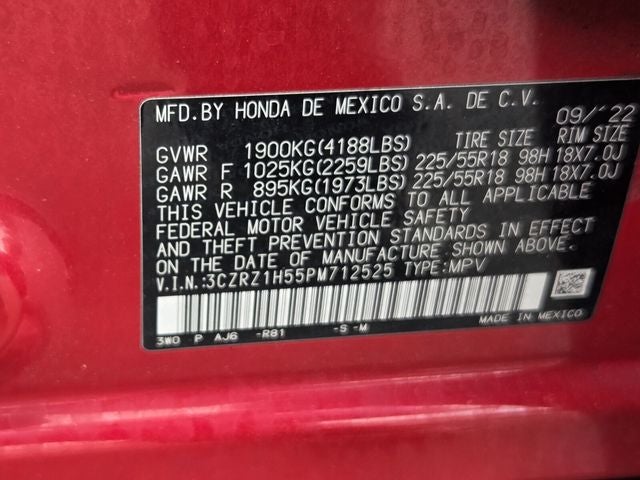 MFD.BY HONDA DE MEXICO S.A. DE C.V. 09/'22
GVWR 1900KG(4188LBS) TIRE SIZE RIM SIZE
GAWR F 1025KG(2259LBS) 225/55R18 98H 18X7.0J
GAWR R 895KG(1973LBS) 225/55R18 98H 18X7.0J
THIS VEHICLE CONFORMS TO ALL APPLICABLE
FEDERAL MOTOR VEHICLE SAFETY
AND THEFT PREVENTION STANDARDS IN EFFECT
ON THE DATE OF MANUFACTURE SHOWN ABOVE.
V.I.N.:3CZRZ1H55PM712525 TYPE:MPV
3W0 P AJ6 -R81 -S -M MADE IN MEXICO